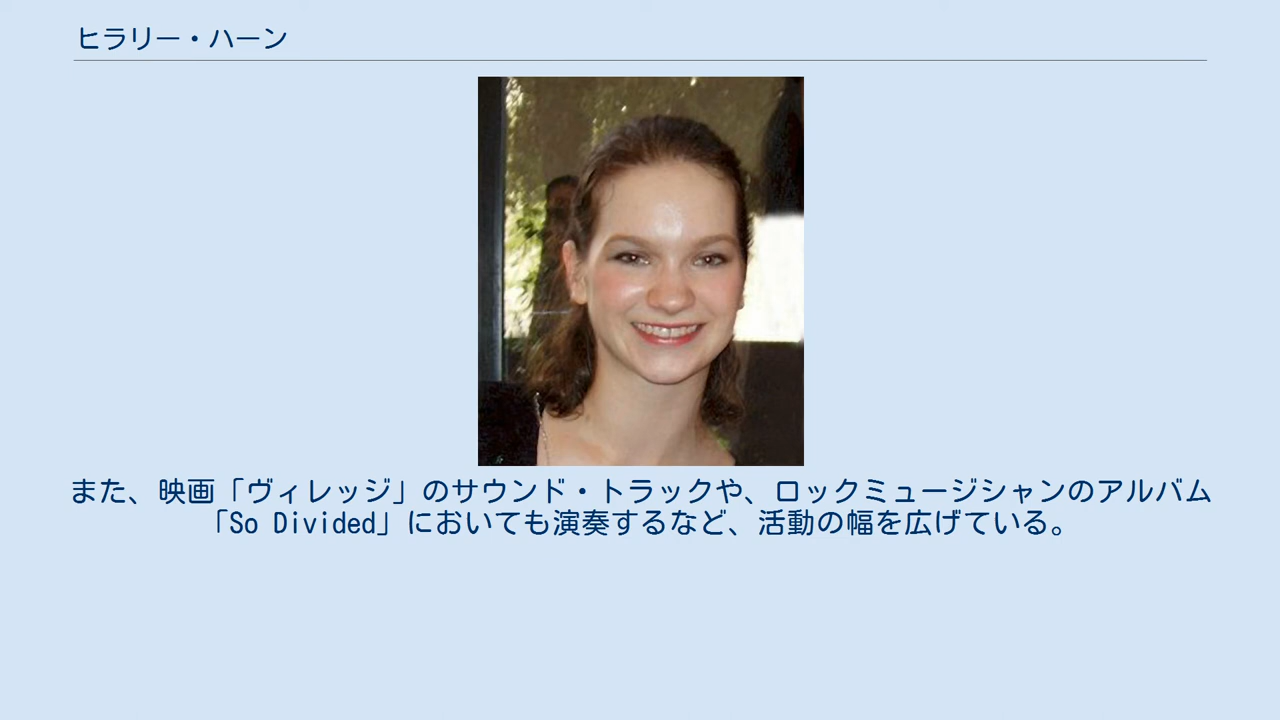 ヒラリー・ハーン
また、映画「ヴィレッジ」のサウンド・トラックや、ロックミュージシャンのアルバム
「So Divided」においても演奏するなど、活動の幅を広げている。